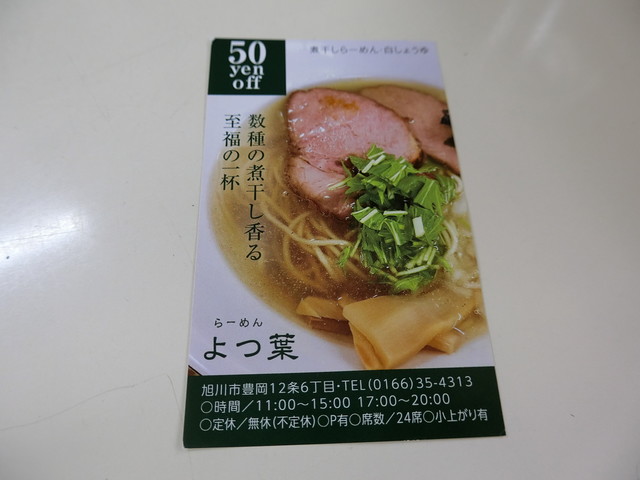 50
yen
off
煮干しらーめん・白しょうゆ
数種の煮干し香る
至福の一杯
らーめん
よつ葉
旭川市豊岡12条6丁目・TEL(0166)35-4313
○時間／11:00～15:00 17:00～20:00
○定休／無休(不定休)○P有○席数／24席○小上がり有